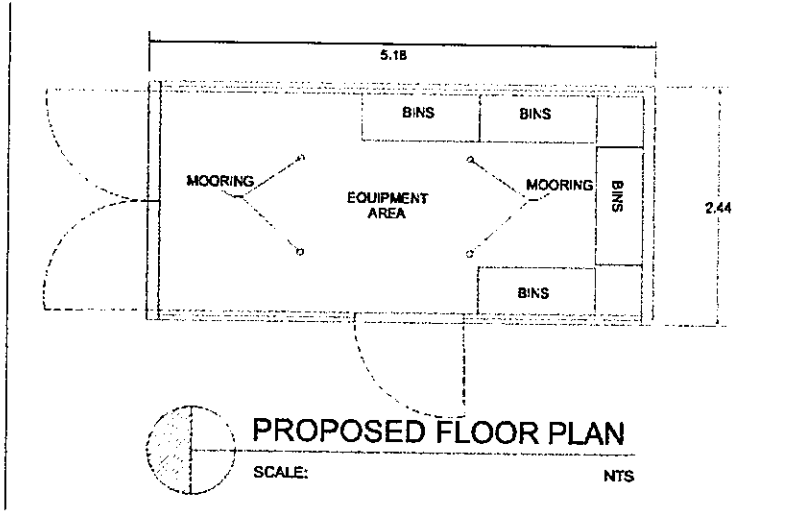 5.18
BINS
BINS
MOORING
MOORING
BINS
EQUIPMENT
AREA
2.44
BINS
PROPOSED FLOOR PLAN
SCALE:
NTS